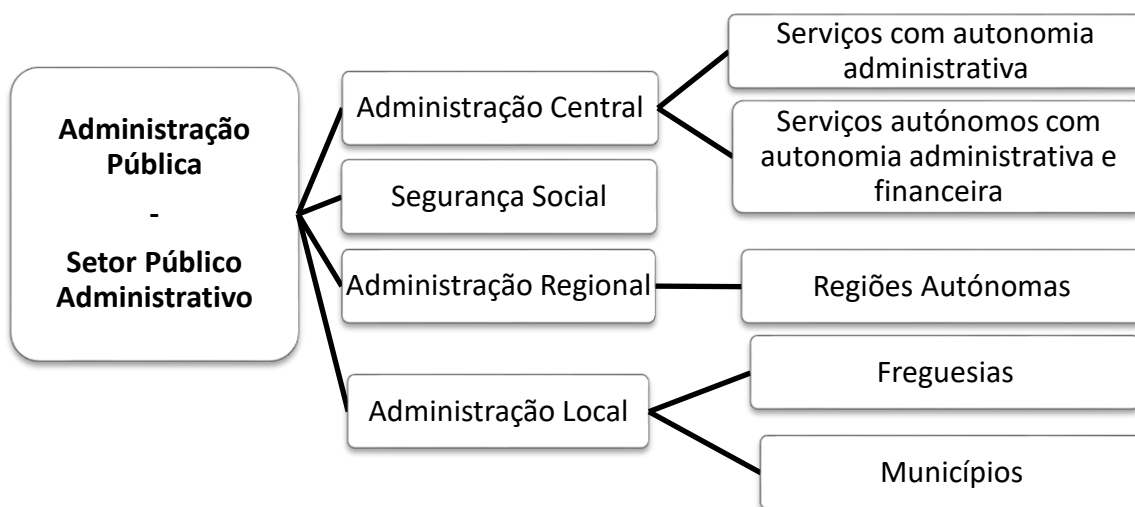 Administração
Pública
-
Setor Público
Administrativo
Administração Central
Serviços com autonomia
administrativa
Serviços autónomos com
autonomia administrativa e
financeira
Segurança Social
Administração Regional
Regiões Autónomas
Administração Local
Freguesias
Municípios